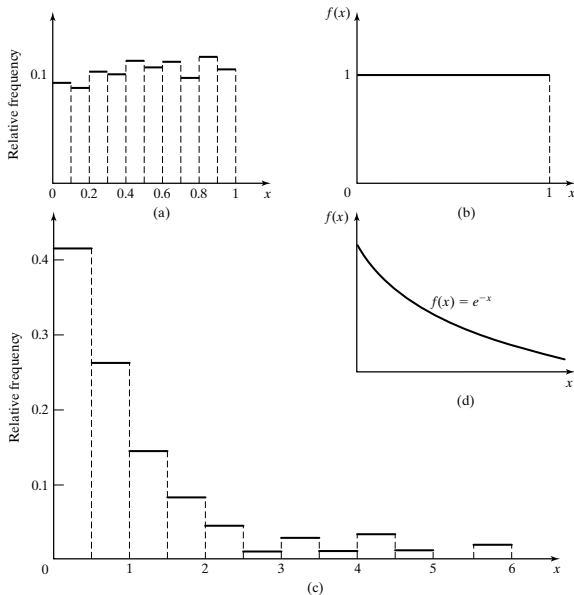 f(x)
Relative frequency
0.1
0 0.2 0.4 0.6 0.8 1 x
(a)
1
0 1 x
(b)
f(x)
f(x) = e^{-x}
x
(d)
Relative frequency
0.4
0.3
0.2
0.1
0 1 2 3 4 5 6 x
(c)